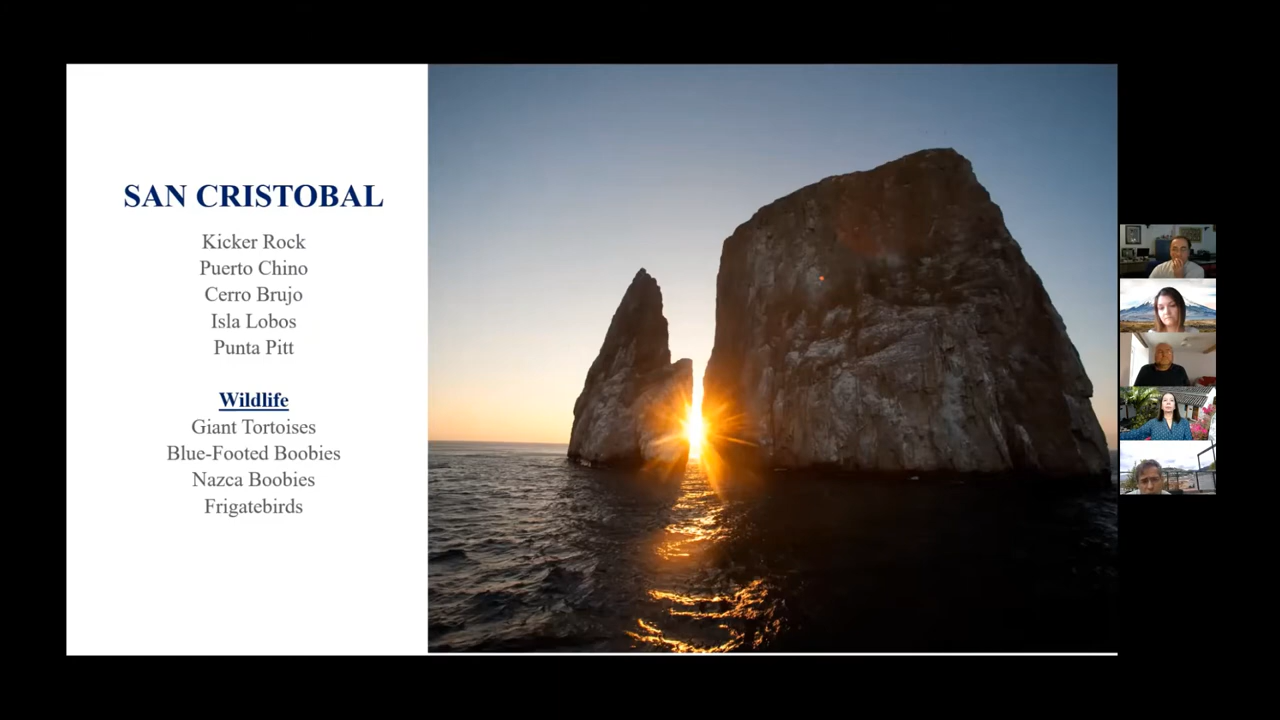 SAN CRISTOBAL
Kicker Rock
Puerto Chino
Cerro Brujo
Isla Lobos
Punta Pitt
Wildlife
Giant Tortoises
Blue-Footed Boobies
Nazca Boobies
Frigatebirds